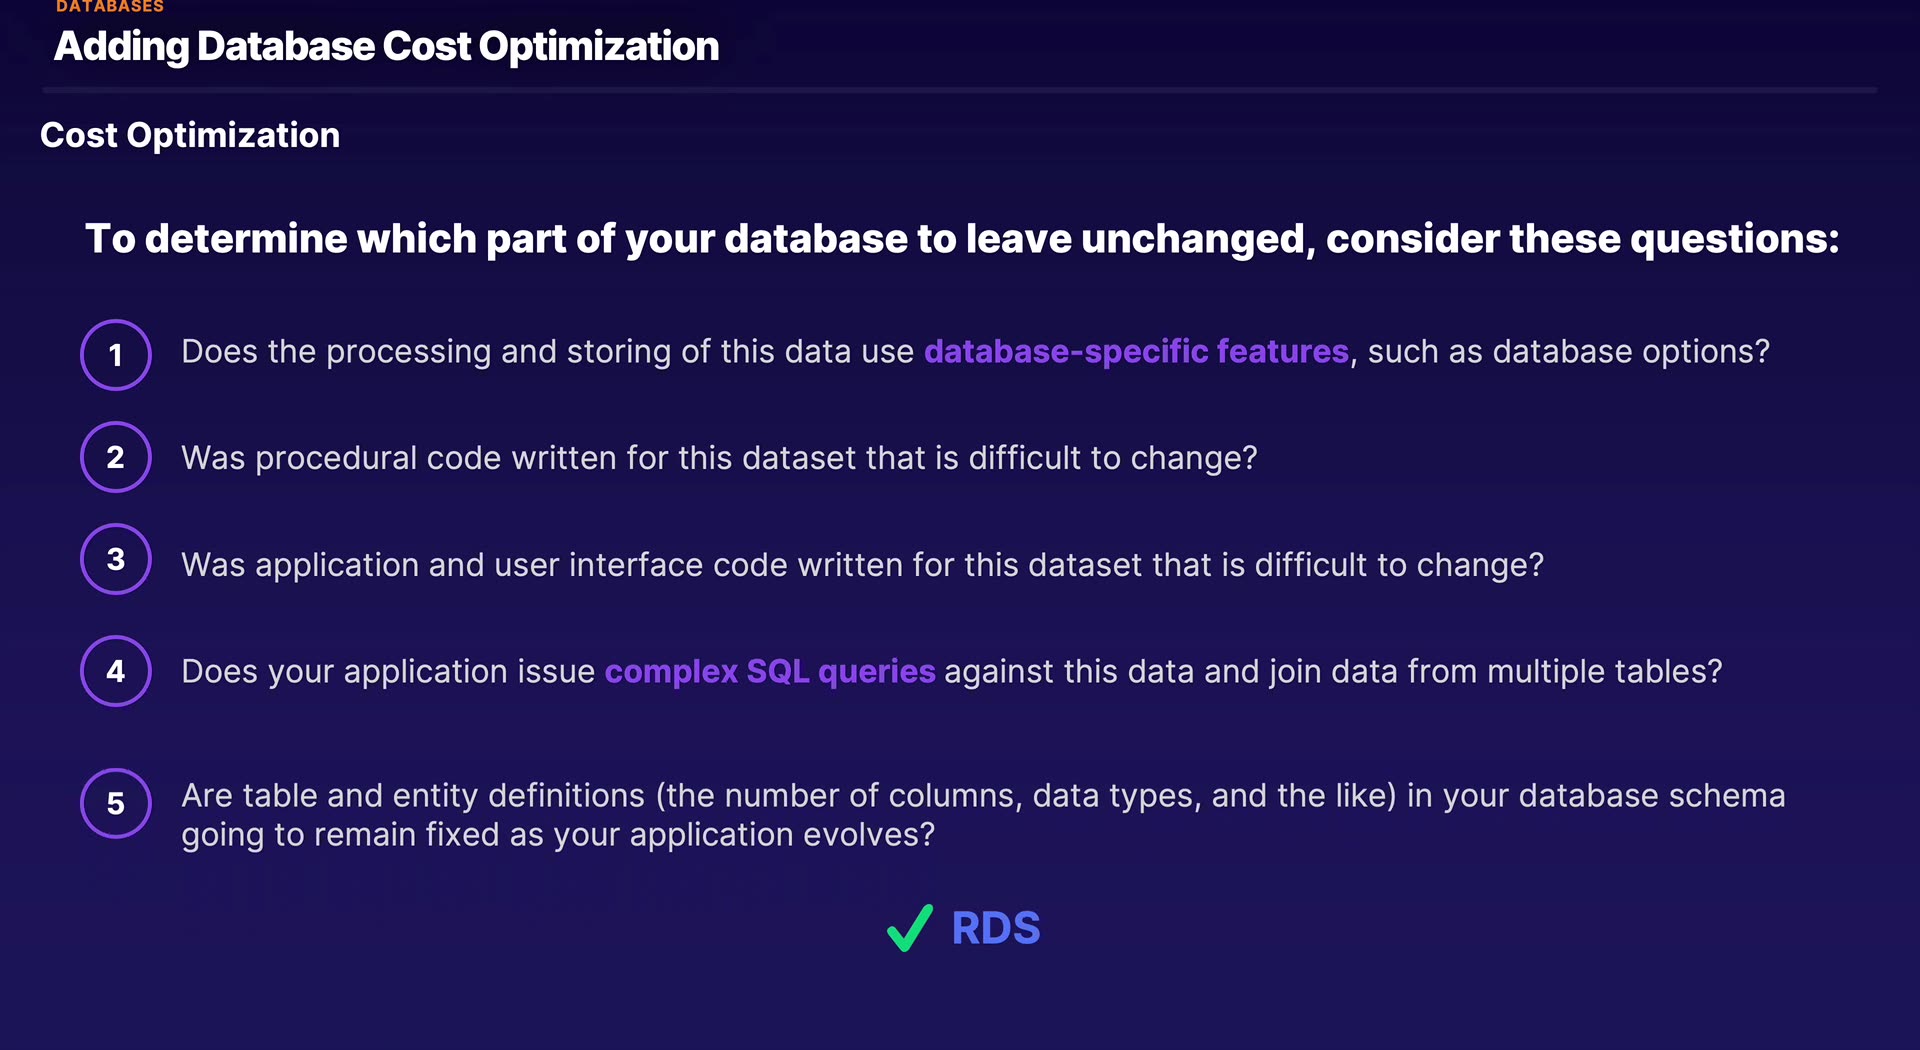 DATABASES
Adding Database Cost Optimization
Cost Optimization
To determine which part of your database to leave unchanged, consider these questions:
1 Does the processing and storing of this data use database-specific features, such as database options?
2 Was procedural code written for this dataset that is difficult to change?
3 Was application and user interface code written for this dataset that is difficult to change?
4 Does your application issue complex SQL queries against this data and join data from multiple tables?
5 Are table and entity definitions (the number of columns, data types, and the like) in your database schema
going to remain fixed as your application evolves?
RDS